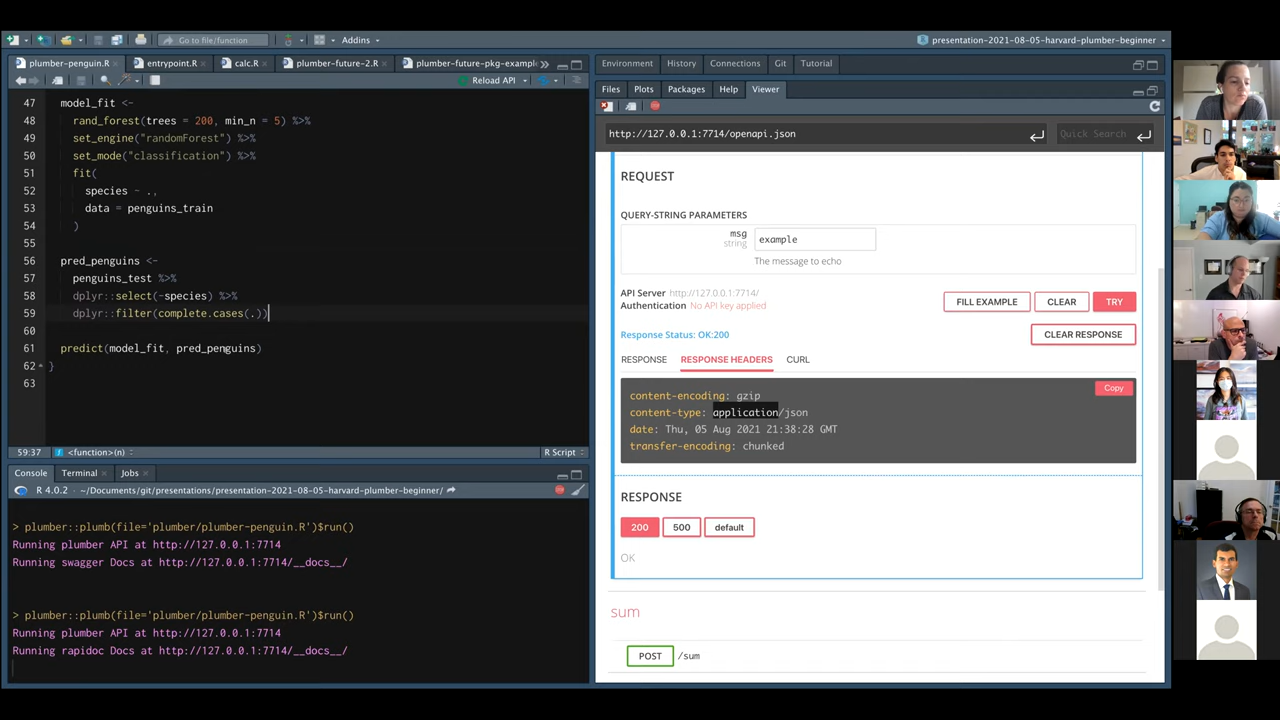 Go to file/function
Addins
presentation-2021-08-05-harvard-plumber-beginner
plumber-penguin.R
entrypoint.R
calc.R
plumber-future-2.R
plumber-future-pkg-example
Reload API
47 model_fit <-
48 rand_forest(trees = 200, min_n = 5) %>%
49 set_engine("randomForest") %>%
50 set_mode("classification") %>%
51 fit(
52 species ~ .,
53 data = penguins_train
54 )
55
56 pred_penguins <-
57 penguins_test %>%
58 dplyr::select(-species) %>%
59 dplyr::filter(complete.cases(.))
60
61 predict(model_fit, pred_penguins)
62 }
63
59:37 <function>(n) R Script
Console Terminal Jobs
R 4.0.2 · ~/Documents/git/presentations/presentation-2021-08-05-harvard-plumber-beginner/
> plumber::plumb(file='plumber/plumber-penguin.R')$run()
Running plumber API at http://127.0.0.1:7714
Running swagger Docs at http://127.0.0.1:7714/__docs__/
> plumber::plumb(file='plumber/plumber-penguin.R')$run()
Running plumber API at http://127.0.0.1:7714
Running rapidoc Docs at http://127.0.0.1:7714/__docs__/
Environment History Connections Git Tutorial
Files Plots Packages Help Viewer
http://127.0.0.1:7714/openapi.json
Quick Search
REQUEST
QUERY-STRING PARAMETERS
msg
string
example
The message to echo
API Server http://127.0.0.1:7714/
Authentication No API key applied
FILL EXAMPLE CLEAR TRY
Response Status: OK:200
CLEAR RESPONSE
RESPONSE RESPONSE HEADERS CURL
Copy
content-encoding: gzip
content-type: application/json
date: Thu, 05 Aug 2021 21:38:28 GMT
transfer-encoding: chunked
RESPONSE
200 500 default
OK
sum
POST /sum